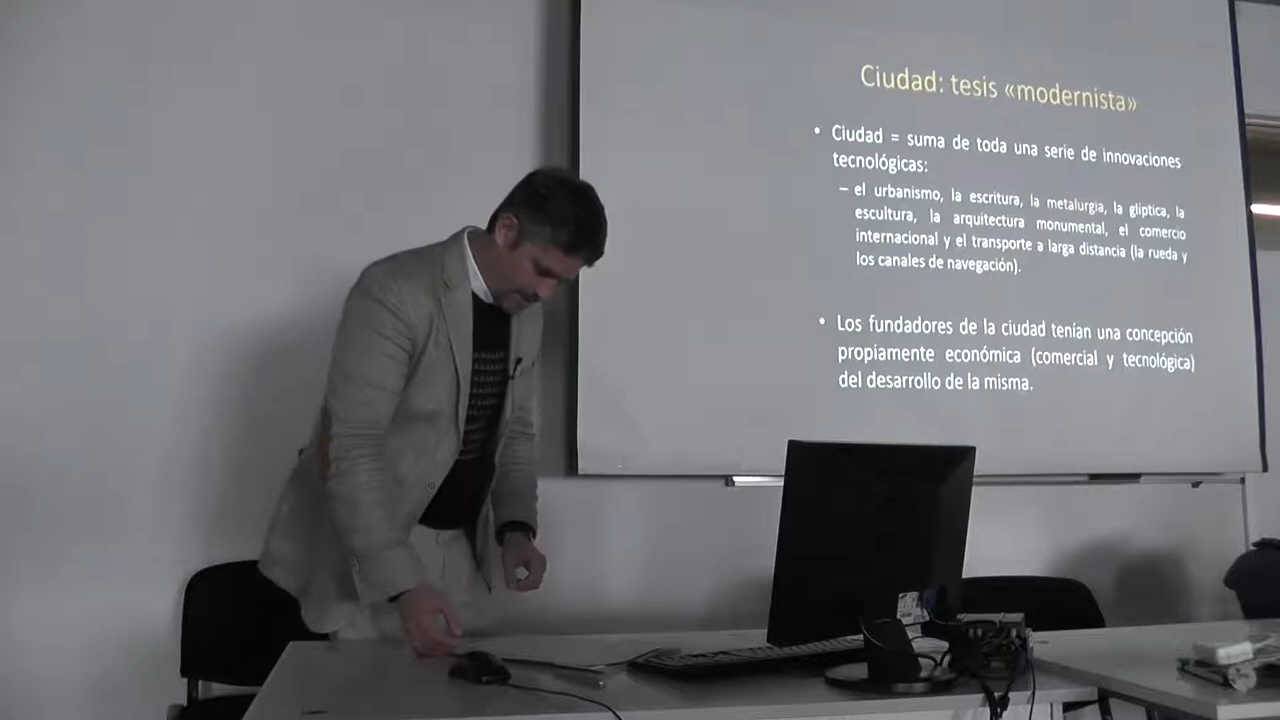 Ciudad: tesis «modernista»
• Ciudad = suma de toda una serie de innovaciones
tecnológicas:
– el urbanismo, la escritura, la metalurgia, la glíptica, la
escultura, la arquitectura monumental, el comercio
internacional y el transporte a larga distancia (la rueda y
los canales de navegación).
• Los fundadores de la ciudad tenían una concepción
propiamente económica (comercial y tecnológica)
del desarrollo de la misma.